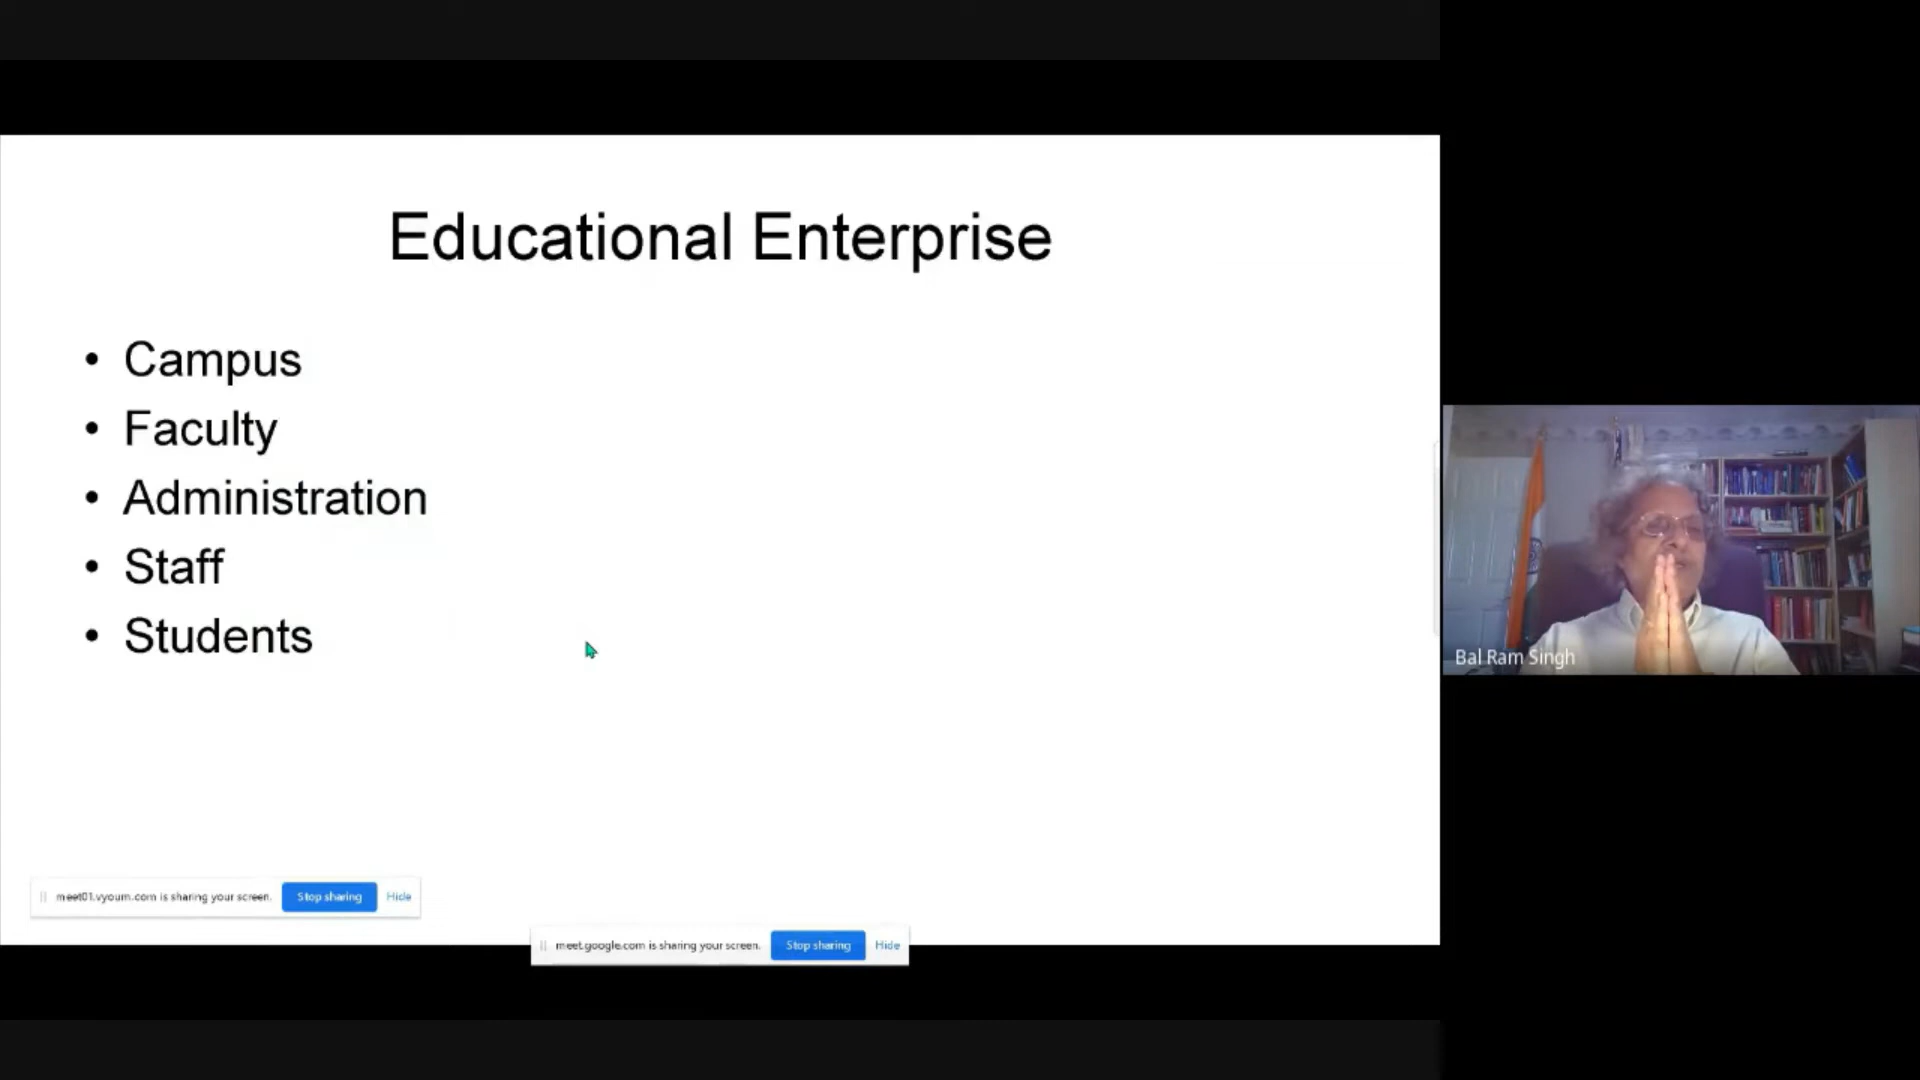 Educational Enterprise
• Campus
• Faculty
• Administration
• Staff
• Students
Bal Ram Singh
meet01.vyoum.com is sharing your screen. Stop sharing Hide
meet.google.com is sharing your screen. Stop sharing Hide